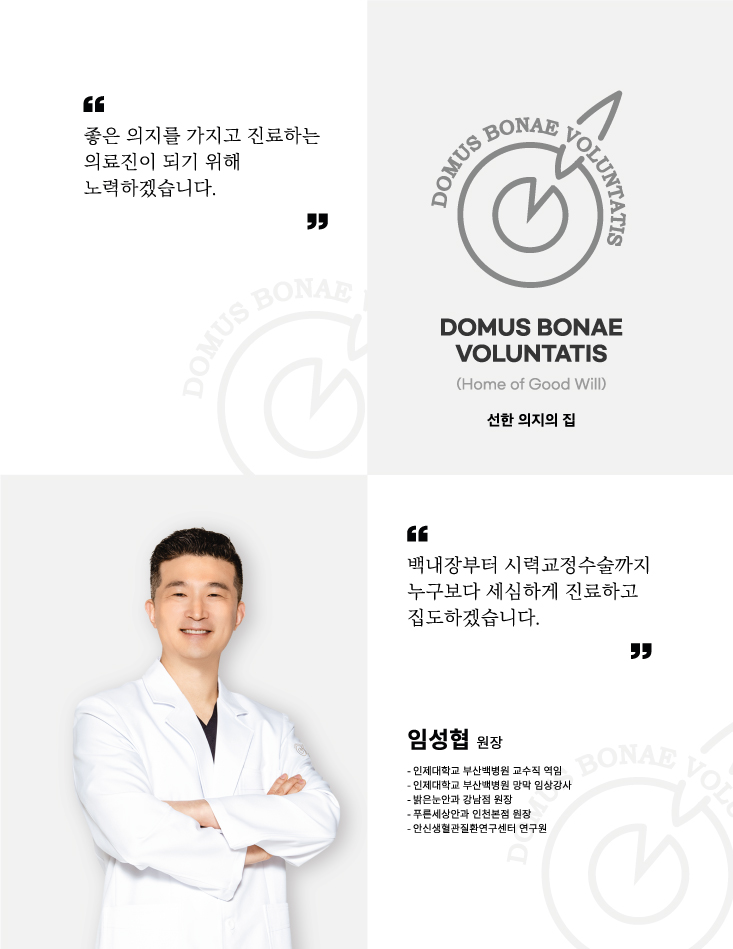 ❝
좋은 의지를 가지고 진료하는
의료진이 되기 위해
노력하겠습니다.
❞
DOMUS BONAE VOLUNTATIS
DOMUS BONAE
VOLUNTATIS
(Home of Good Will)
선한 의지의 집
DOMUS BONAE
❝
백내장부터 시력교정수술까지
누구보다 세심하게 진료하고
집도하겠습니다.
❞
임성협 원장
- 인제대학교 부산백병원 교수직 역임
- 인제대학교 부산백병원 망막 임상강사
- 밝은눈안과 강남점 원장
- 푸른세상안과 인천본점 원장
- 안신생혈관질환연구센터 연구원
DOMUS BONAE VOL